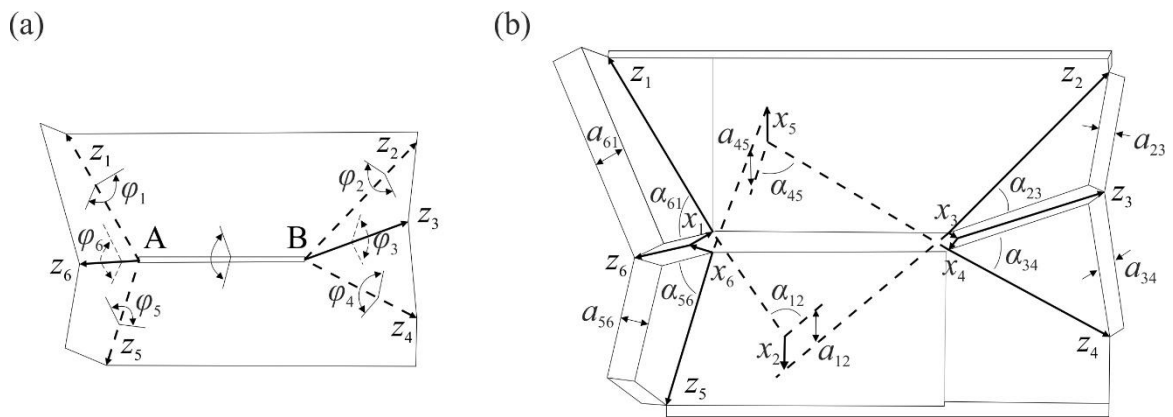 (a)
(b)
z₁
z₂
φ₁
φ₂
z₃
A
B
φ₆
φ₃
z₆
φ₄
φ₅
z₄
z₅
z₁
z₂
x₅
a₆₁
a₄₅
a₂₃
α₄₅
α₂₃
α₆₁
z₃
x₁
x₃
z₆
x₆
x₄
α₃₄
a₃₄
α₅₆
α₁₂
a₅₆
x₂
a₁₂
z₄
z₅